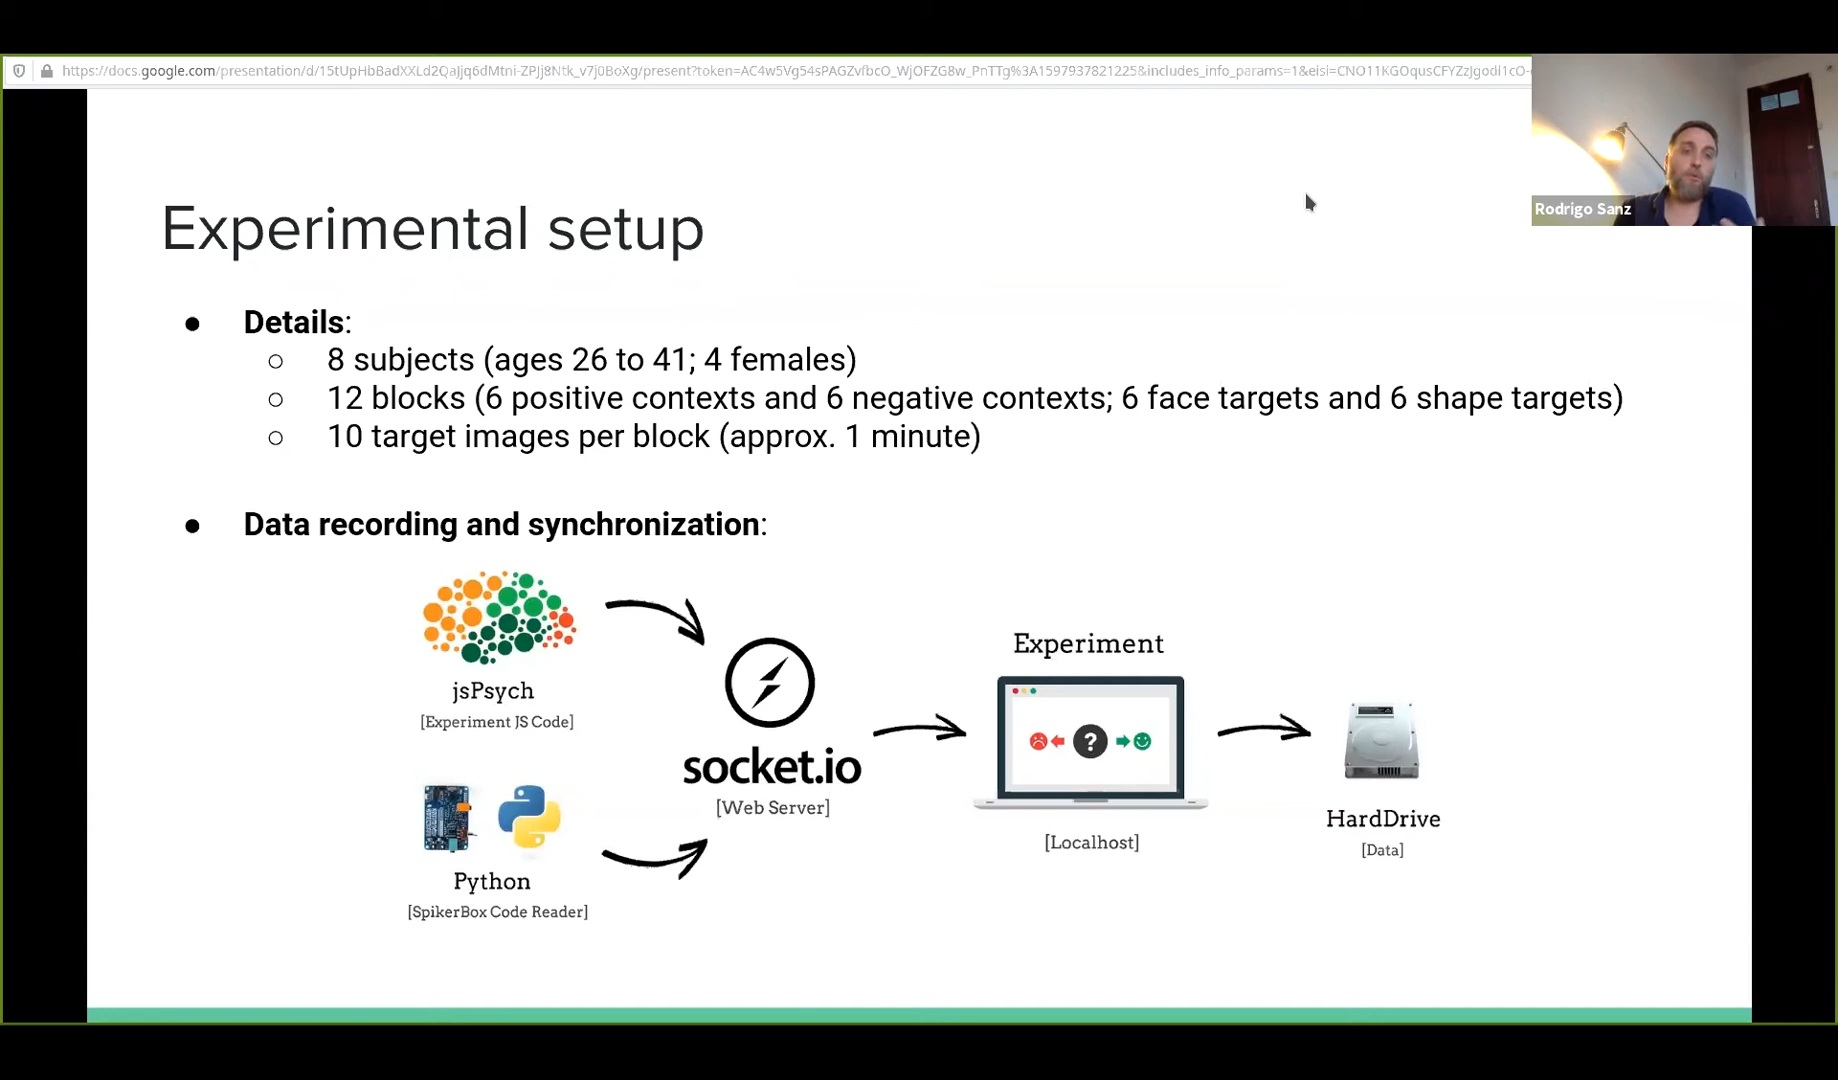 https://docs.google.com/presentation/d/15tUpHbBadXXLd2QaJjq6dMtni-ZPJj8Ntk_v7j0BoXg/present?token=AC4w5Vg54sPAGZvfbcO_WjOFZG8w_PnTTg%3A1597937821225&includes_info_params=1&eisi=CNO11KGOqusCFYZzJgodi1cO-
Rodrigo Sanz
Experimental setup
● Details:
○ 8 subjects (ages 26 to 41; 4 females)
○ 12 blocks (6 positive contexts and 6 negative contexts; 6 face targets and 6 shape targets)
○ 10 target images per block (approx. 1 minute)
● Data recording and synchronization:
jsPsych
[Experiment JS Code]
Python
[SpikerBox Code Reader]
socket.io
[Web Server]
Experiment
?
[Localhost]
HardDrive
[Data]